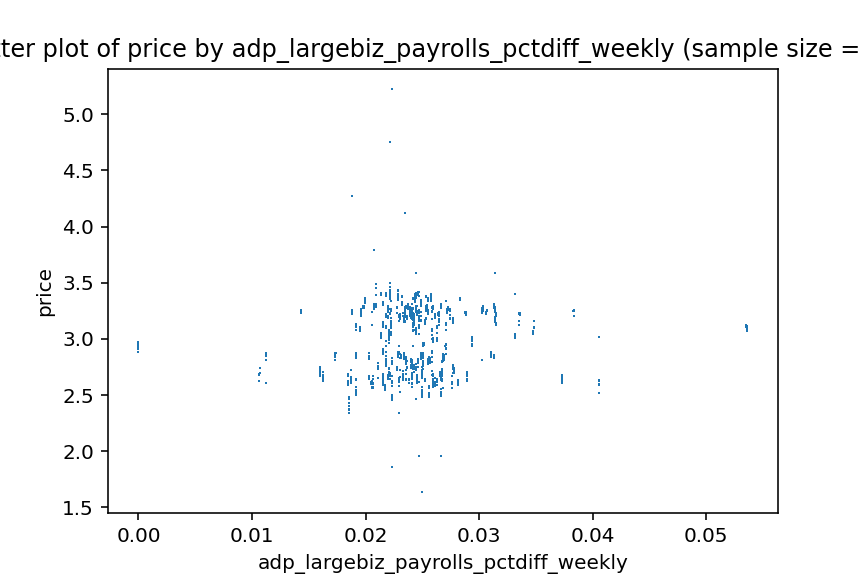 plot of price by adp_largebiz_payrolls_pctdiff_weekly (sample size =
5.0
4.5
4.0
3.5
3.0
2.5
2.0
1.5
price
0.00 0.01 0.02 0.03 0.04 0.05
adp_largebiz_payrolls_pctdiff_weekly